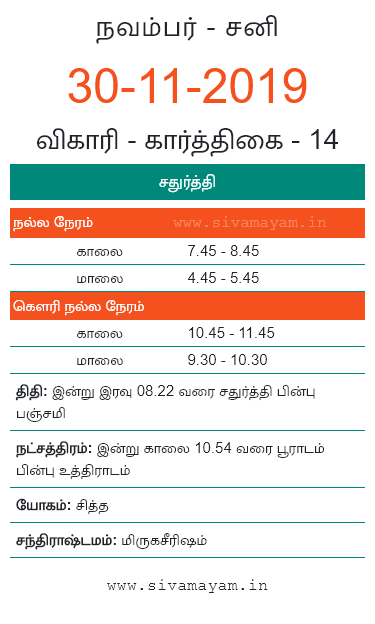 நவம்பர் - சனி
30-11-2019
விகாரி - கார்த்திகை - 14
சதுர்த்தி
நல்ல நேரம் www.sivamayam.in
காலை 7.45 - 8.45
மாலை 4.45 - 5.45
கௌரி நல்ல நேரம்
காலை 10.45 - 11.45
மாலை 9.30 - 10.30
திதி: இன்று இரவு 08.22 வரை சதுர்த்தி பின்பு
பஞ்சமி
நட்சத்திரம்: இன்று காலை 10.54 வரை பூராடம்
பின்பு உத்திராடம்
யோகம்: சித்த
சந்திராஷ்டமம்: மிருகசீரிஷம்
www.sivamayam.in